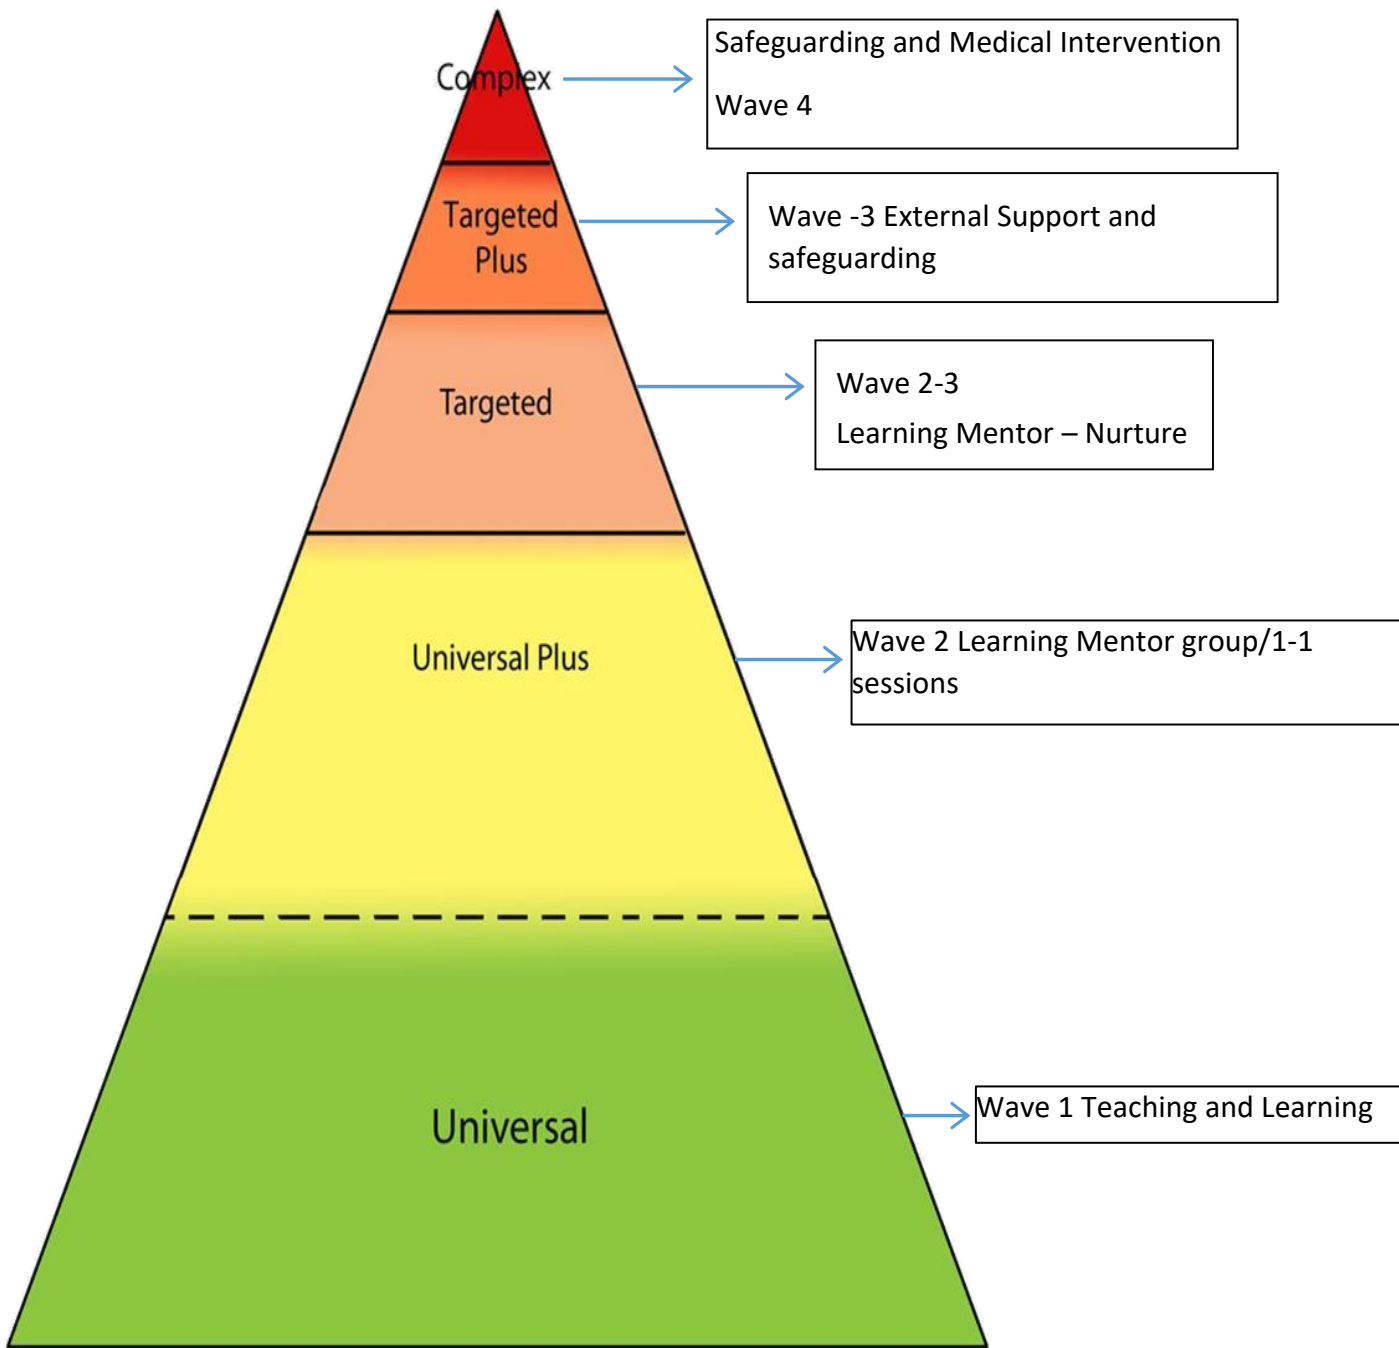 Complex
Safeguarding and Medical Intervention
Wave 4
Targeted
Plus
Wave -3 External Support and
safeguarding
Targeted
Wave 2-3
Learning Mentor – Nurture
Universal Plus
Wave 2 Learning Mentor group/1-1
sessions
Universal
Wave 1 Teaching and Learning